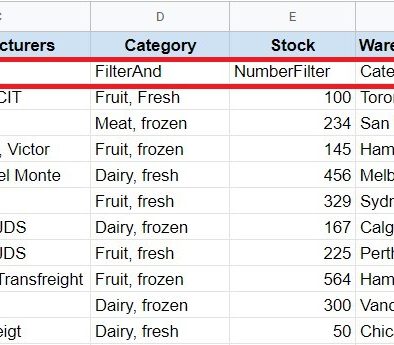 C D E
cturers Category Stock Ware
FilterAnd NumberFilter Cate
CIT Fruit, Fresh 100 Toron
Meat, frozen 234 San
, Victor Fruit, frozen 145 Ham
el Monte Dairy, fresh 456 Melb
Fruit, fresh 329 Sydn
JDS Dairy, frozen 167 Calg
JDS Fruit, fresh 225 Perth
Transfreight Fruit, frozen 564 Ham
Dairy, frozen 300 Vanc
eigt Dairy, fresh 50 Chic